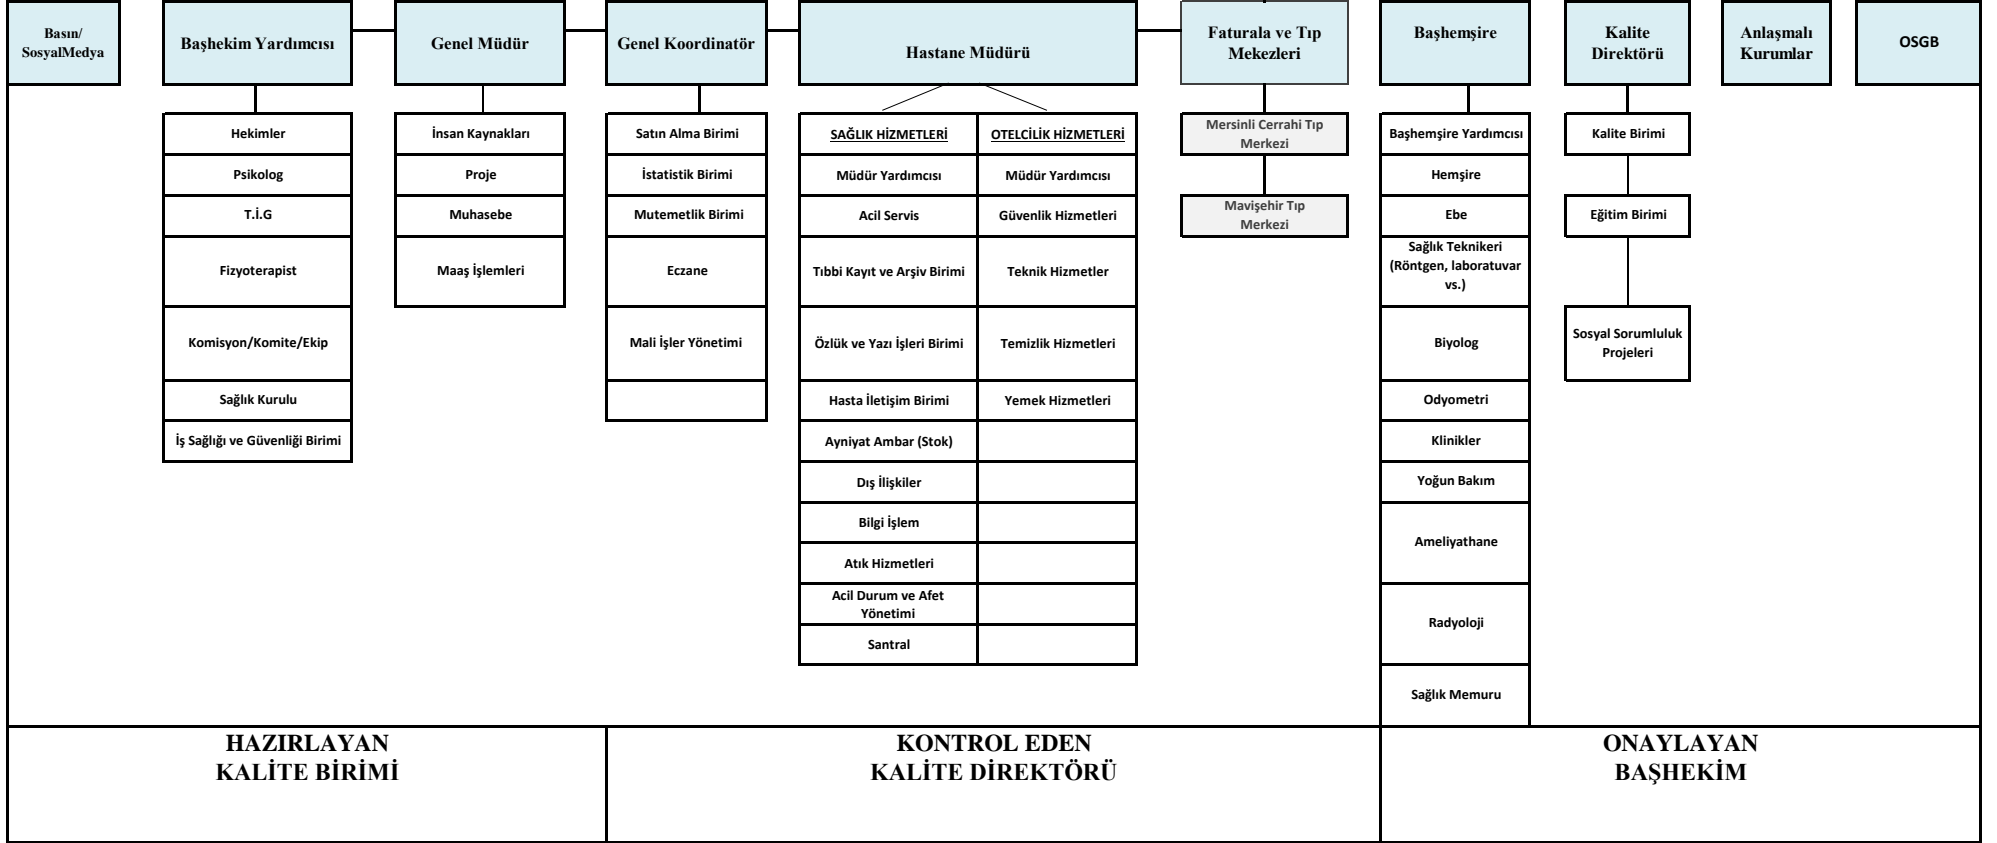 Basın/
SosyalMedya
Başhekim Yardımcısı
Genel Müdür
Genel Koordinatör
Hastane Müdürü
Faturala ve Tıp
Mekezleri
Başhemşire
Kalite
Direktörü
Anlaşmalı
Kurumlar
OSGB
Hekimler
Psikolog
T.İ.G
Fizyoterapist
Komisyon/Komite/Ekip
Sağlık Kurulu
İş Sağlığı ve Güvenliği Birimi
İnsan Kaynakları
Proje
Muhasebe
Maaş İşlemleri
Satın Alma Birimi
İstatistik Birimi
Mutemetlik Birimi
Eczane
Mali İşler Yönetimi
SAĞLIK HİZMETLERİ
Müdür Yardımcısı
Acil Servis
Tıbbi Kayıt ve Arşiv Birimi
Özlük ve Yazı İşleri Birimi
Hasta İletişim Birimi
Ayniyat Ambar (Stok)
Dış İlişkiler
Bilgi İşlem
Atık Hizmetleri
Acil Durum ve Afet
Yönetimi
Santral
OTELCİLİK HİZMETLERİ
Müdür Yardımcısı
Güvenlik Hizmetleri
Teknik Hizmetler
Temizlik Hizmetleri
Yemek Hizmetleri
Mersinli Cerrahi Tıp
Merkezi
Mavişehir Tıp
Merkezi
Başhemşire Yardımcısı
Hemşire
Ebe
Sağlık Teknikeri
(Röntgen, laboratuvar
vs.)
Biyolog
Odyometri
Klinikler
Yoğun Bakım
Ameliyathane
Radyoloji
Sağlık Memuru
Kalite Birimi
Eğitim Birimi
Sosyal Sorumluluk
Projeleri
HAZIRLAYAN
KALİTE BİRİMİ
KONTROL EDEN
KALİTE DİREKTÖRÜ
ONAYLAYAN
BAŞHEKİM